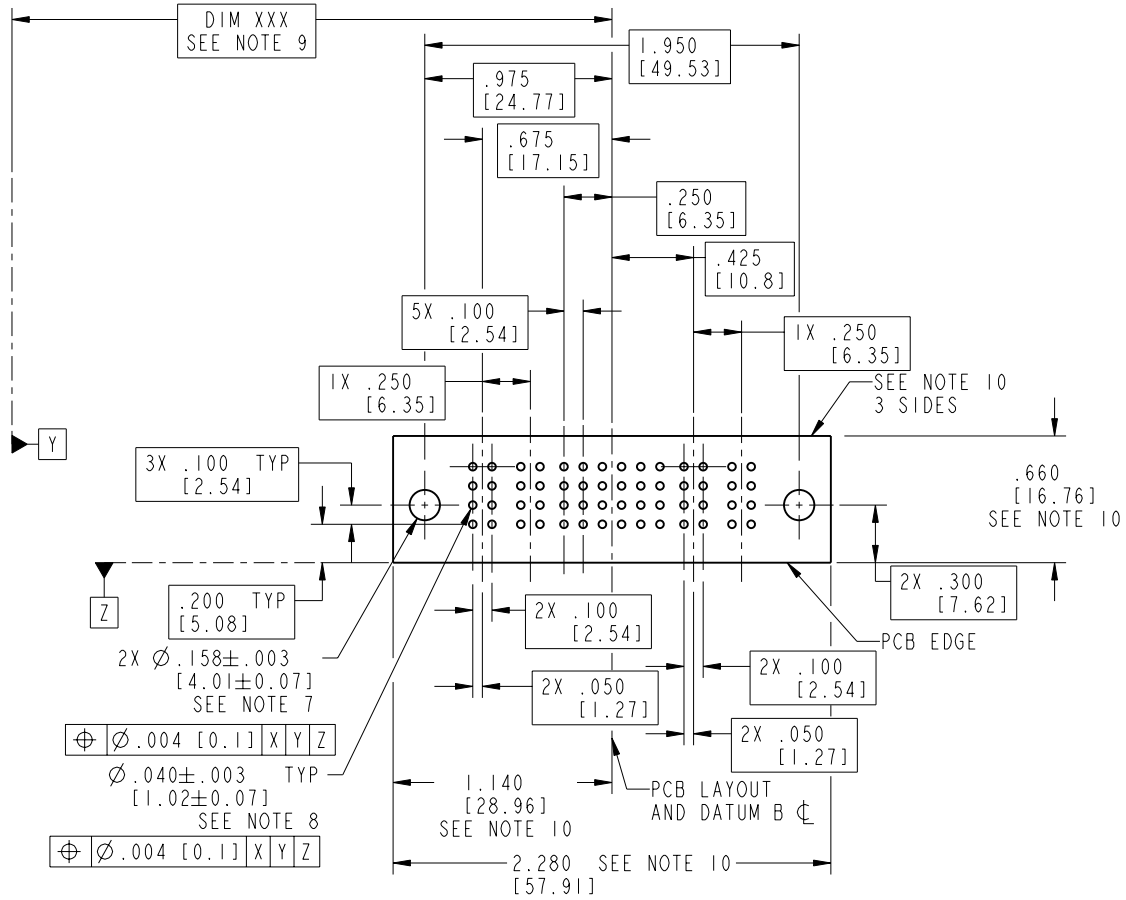 DIM XXX
SEE NOTE 9
1.950
[49.53]
.975
[24.77]
.675
[17.15]
.250
[6.35]
.425
[10.8]
5X .100
[2.54]
1X .250
[6.35]
1X .250
[6.35]
SEE NOTE 10
3 SIDES
Y
3X .100 TYP
[2.54]
.660
[16.76]
SEE NOTE 10
Z
.200 TYP
[5.08]
2X .300
[7.62]
2X .100
[2.54]
PCB EDGE
2X Ø.158±.003
[4.01±0.07]
SEE NOTE 7
2X .050
[1.27]
2X .100
[2.54]
⌖ Ø.004 [0.1] X Y Z
2X .050
[1.27]
Ø.040±.003 TYP
[1.02±0.07]
SEE NOTE 8
1.140
[28.96]
SEE NOTE 10
PCB LAYOUT
AND DATUM B ℄
⌖ Ø.004 [0.1] X Y Z
2.280 SEE NOTE 10
[57.91]